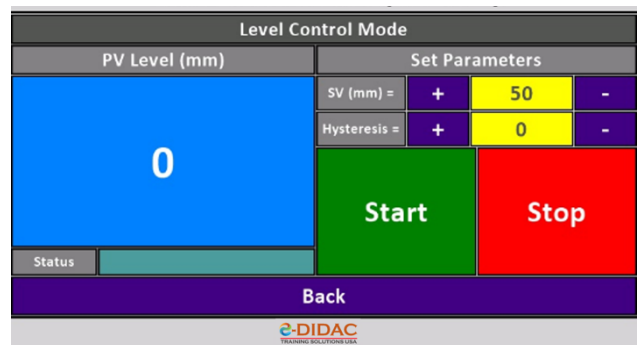 Level Control Mode
PV Level (mm)
Set Parameters
SV (mm) = + 50 -
Hysteresis = + 0 -
0
Start
Stop
Status
Back
e-DIDAC
TRAINING SOLUTIONS USA